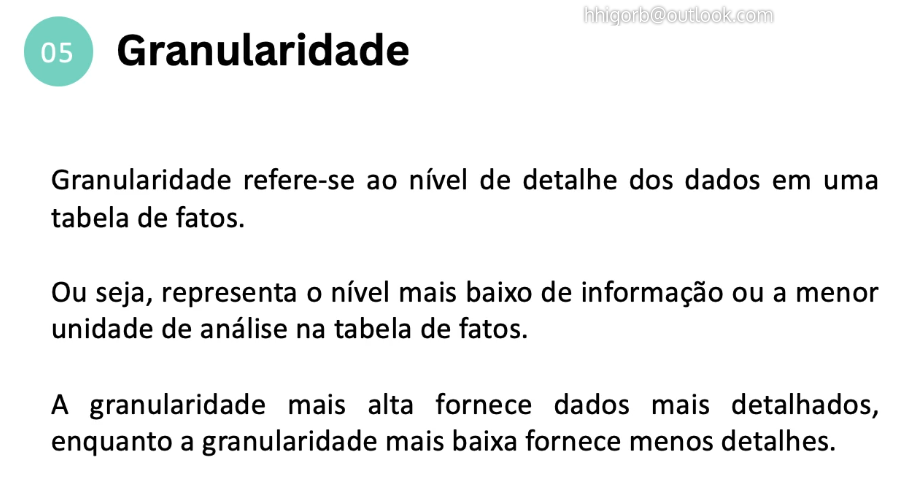 hhigorb@outlook.com
05 Granularidade
Granularidade refere-se ao nível de detalhe dos dados em uma
tabela de fatos.
Ou seja, representa o nível mais baixo de informação ou a menor
unidade de análise na tabela de fatos.
A granularidade mais alta fornece dados mais detalhados,
enquanto a granularidade mais baixa fornece menos detalhes.